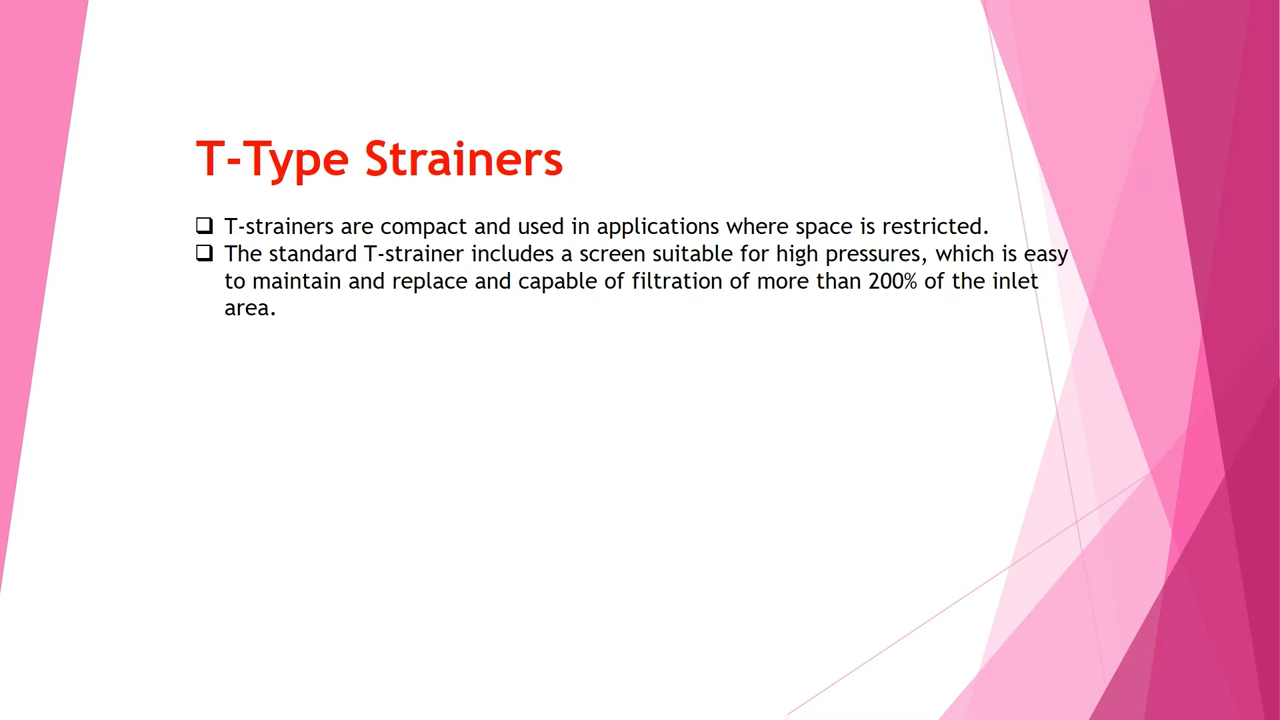 T-Type Strainers
❑ T-strainers are compact and used in applications where space is restricted.
❑ The standard T-strainer includes a screen suitable for high pressures, which is easy
to maintain and replace and capable of filtration of more than 200% of the inlet
area.